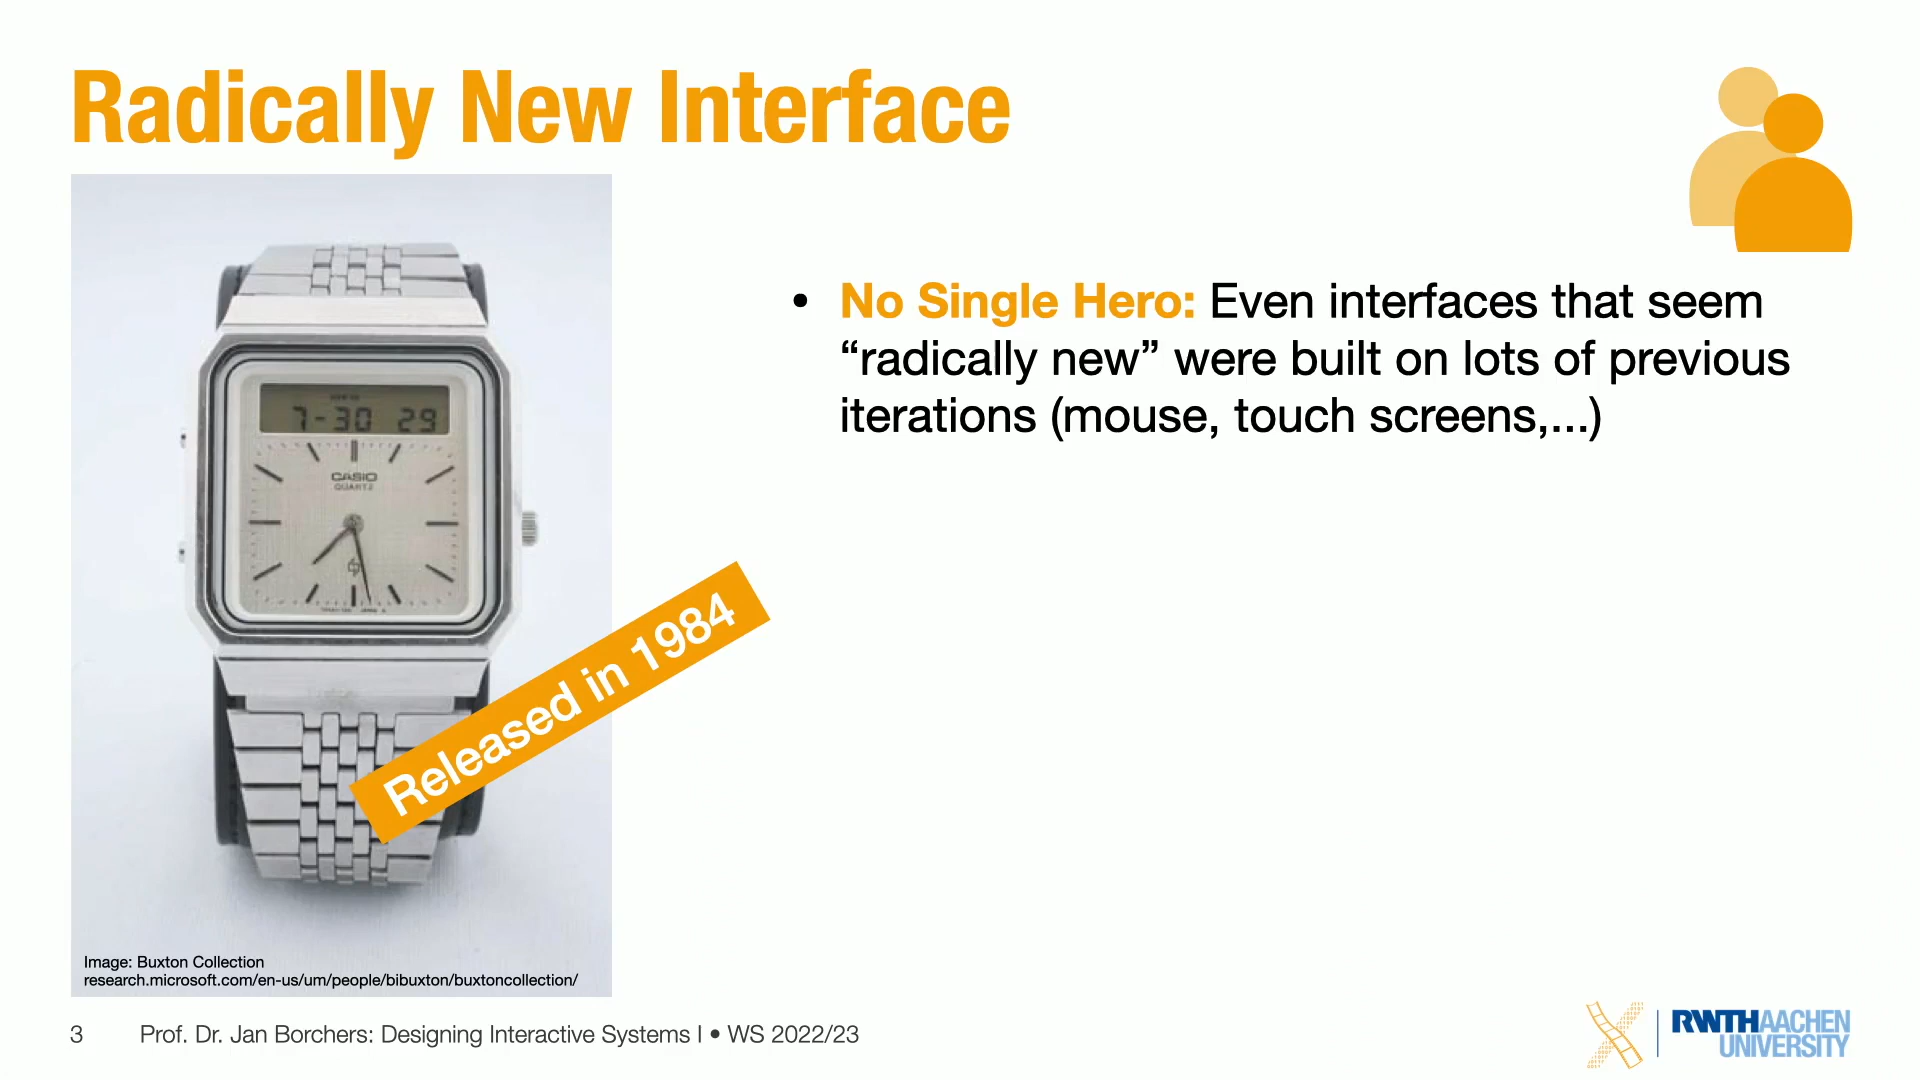 Radically New Interface
7-30 29
CASIO
QUARTZ
• No Single Hero: Even interfaces that seem
“radically new” were built on lots of previous
iterations (mouse, touch screens,...)
Released in 1984
Image: Buxton Collection
research.microsoft.com/en-us/um/people/bibuxton/buxtoncollection/
3 Prof. Dr. Jan Borchers: Designing Interactive Systems I • WS 2022/23
RWTHAACHEN
UNIVERSITY